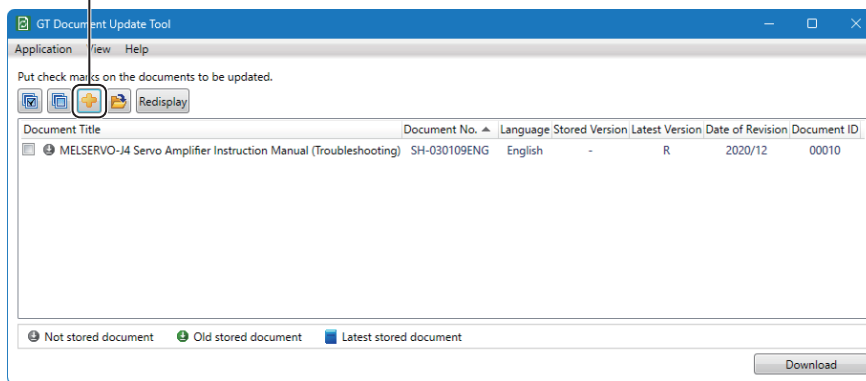 GT Document Update Tool
Application View Help
Put check marks on the documents to be updated.
Redisplay
Document Title Document No. Language Stored Version Latest Version Date of Revision Document ID
MELSERVO-J4 Servo Amplifier Instruction Manual (Troubleshooting) SH-030109ENG English - R 2020/12 00010
Not stored document Old stored document Latest stored document
Download